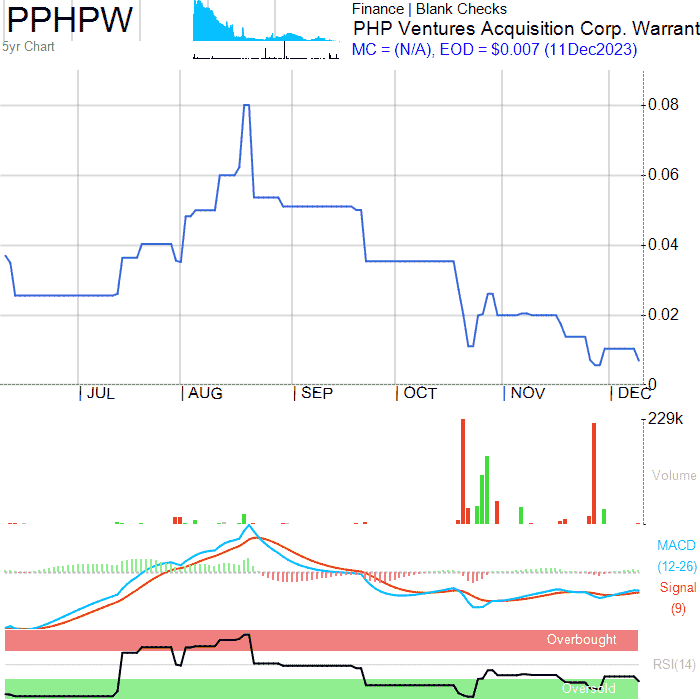 PPHPW
5yr Chart
Finance | Blank Checks
PHP Ventures Acquisition Corp. Warrant
MC = (N/A), EOD = $0.007 (11Dec2023)
0.08
0.06
0.04
0.02
0
JUL AUG SEP OCT NOV DEC
229k
Volume
MACD
(12-26)
Signal
(9)
Overbought
RSI(14)
Oversold